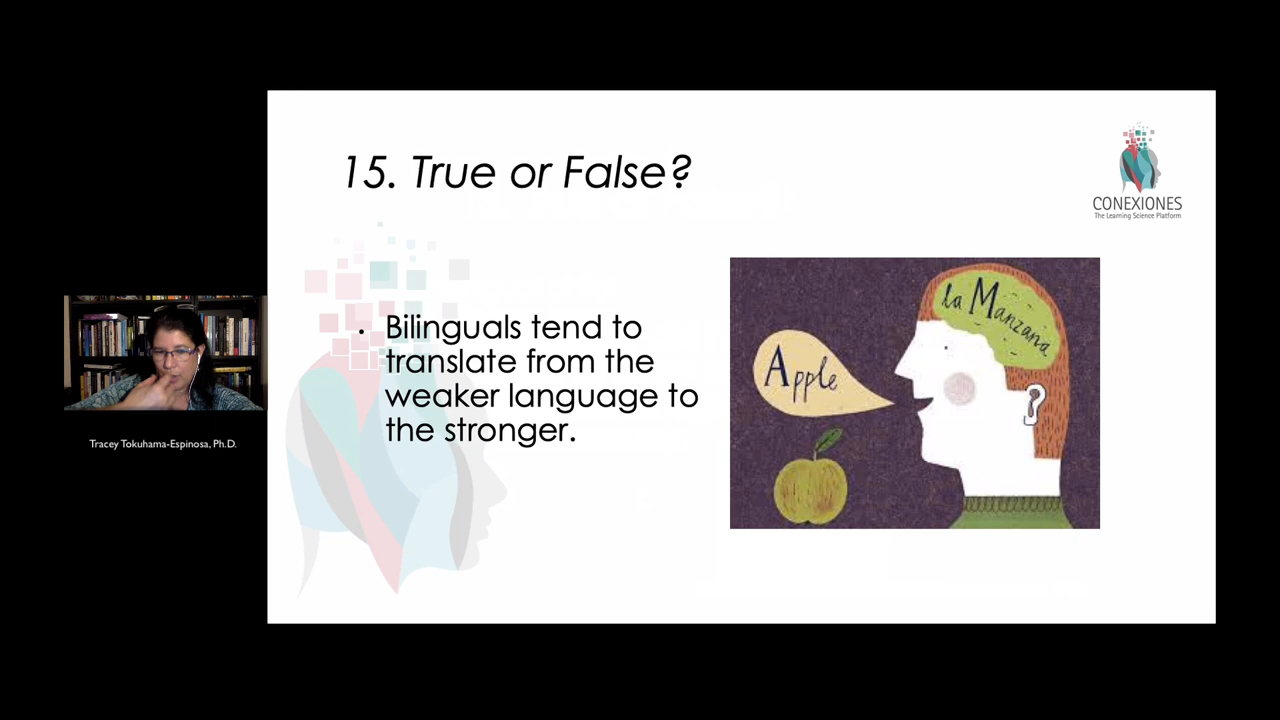 15. True or False?
CONEXIONES
The Learning Science Platform
• Bilinguals tend to
translate from the
weaker language to
the stronger.
la Manzana
Apple
Tracey Tokuhama-Espinosa, Ph.D.